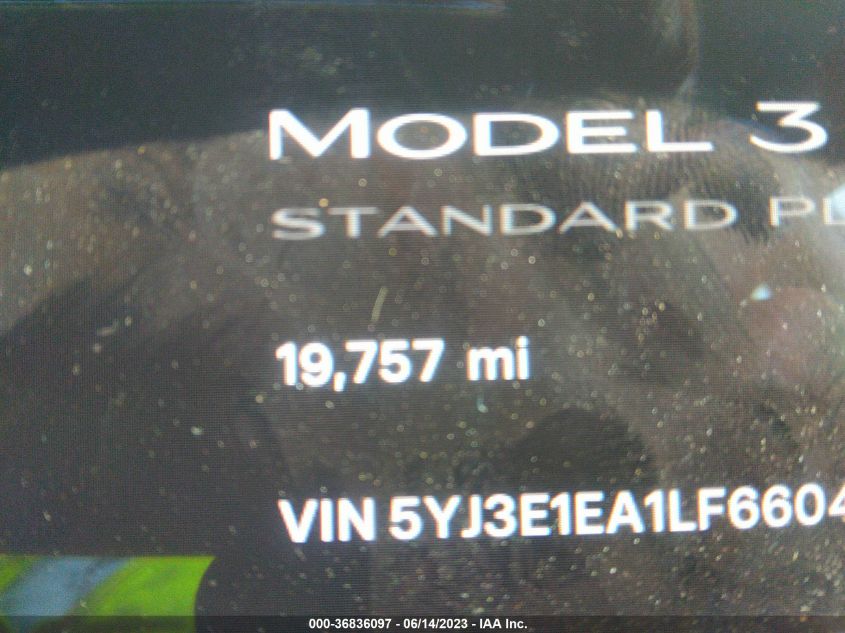 MODEL 3
STANDARD PL
19,757 mi
VIN 5YJ3E1EA1LF6604
000-36836097 - 06/14/2023 - IAA Inc.